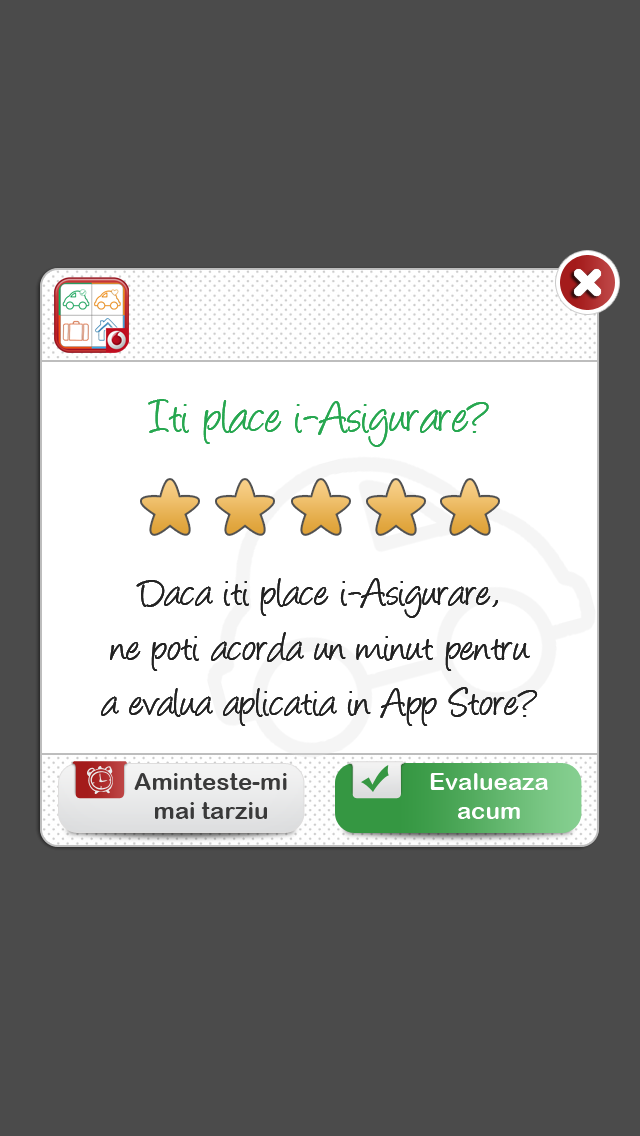 Iti place i-Asigurare?
Daca iti place i-Asigurare,
ne poti acorda un minut pentru
a evalua aplicatia in App Store?
Aminteste-mi
mai tarziu
Evalueaza
acum